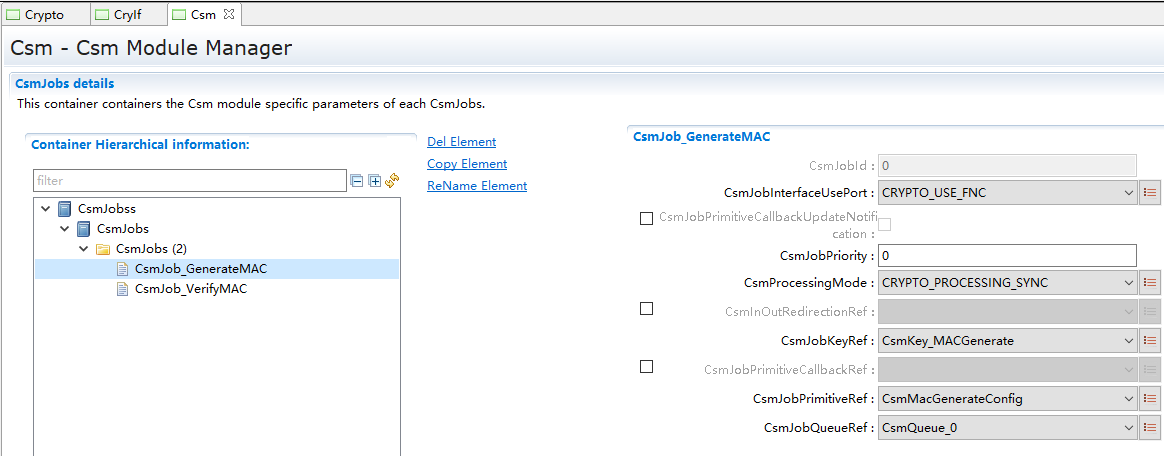 Crypto
CryIf
Csm
Csm - Csm Module Manager
CsmJobs details
This container containers the Csm module specific parameters of each CsmJobs.
Container Hierarchical information:
filter
CsmJobss
CsmJobs
CsmJobs (2)
CsmJob_GenerateMAC
CsmJob_VerifyMAC
Del Element
Copy Element
ReName Element
CsmJob_GenerateMAC
CsmJobId : 0
CsmJobInterfaceUsePort : CRYPTO_USE_FNC
CsmJobPrimitiveCallbackUpdateNotifi
cation :
CsmJobPriority : 0
CsmProcessingMode : CRYPTO_PROCESSING_SYNC
CsmInOutRedirectionRef :
CsmJobKeyRef : CsmKey_MACGenerate
CsmJobPrimitiveCallbackRef :
CsmJobPrimitiveRef : CsmMacGenerateConfig
CsmJobQueueRef : CsmQueue_0